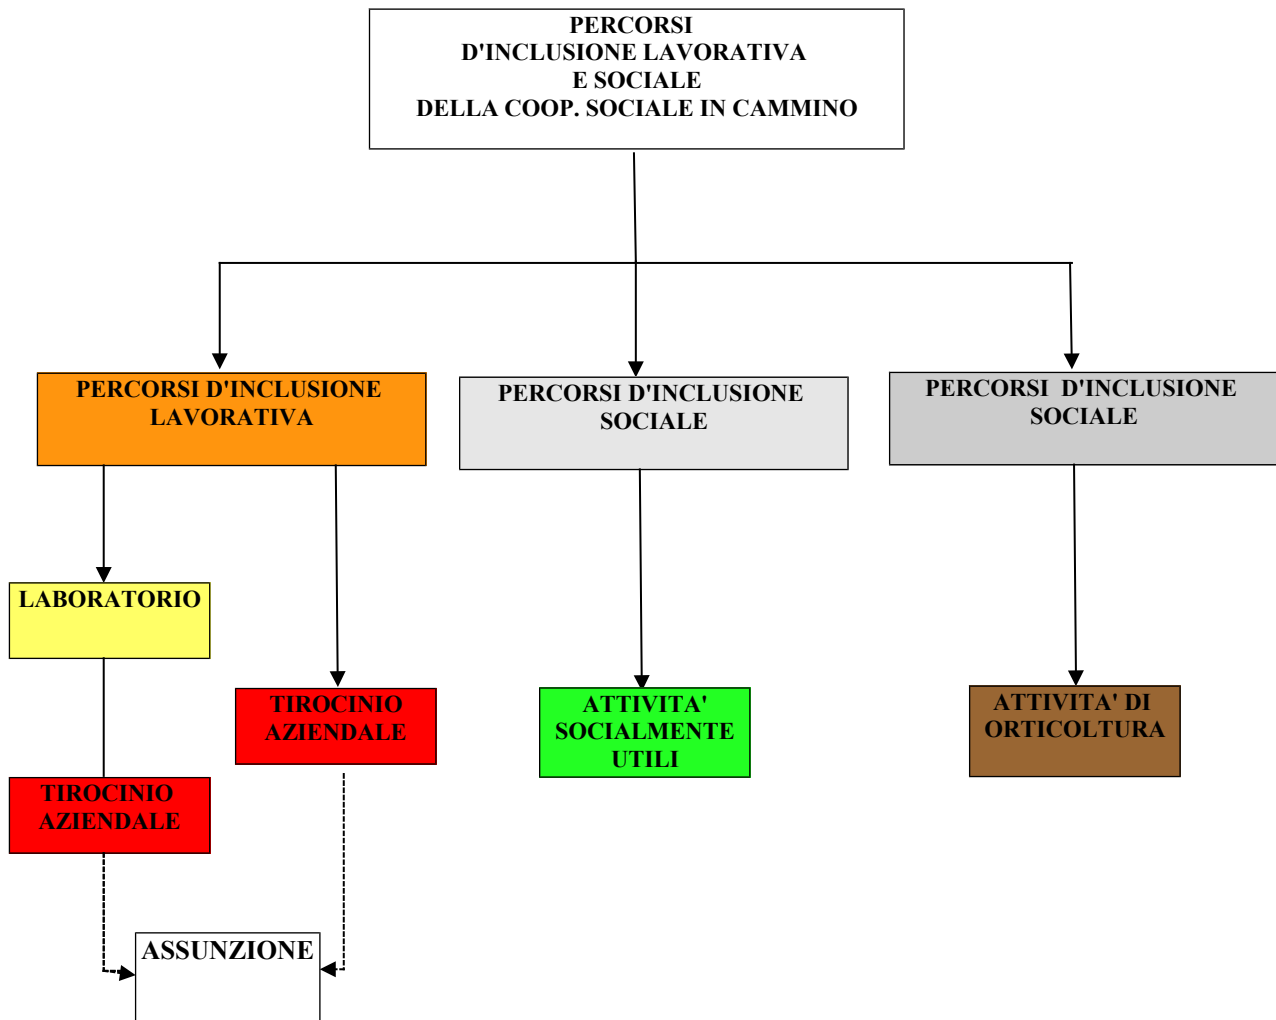 PERCORSI
D'INCLUSIONE LAVORATIVA
E SOCIALE
DELLA COOP. SOCIALE IN CAMMINO
PERCORSI D'INCLUSIONE
LAVORATIVA
PERCORSI D'INCLUSIONE
SOCIALE
PERCORSI D'INCLUSIONE
SOCIALE
LABORATORIO
TIROCINIO
AZIENDALE
ATTIVITA'
SOCIALMENTE
UTILI
ATTIVITA' DI
ORTICOLTURA
TIROCINIO
AZIENDALE
ASSUNZIONE